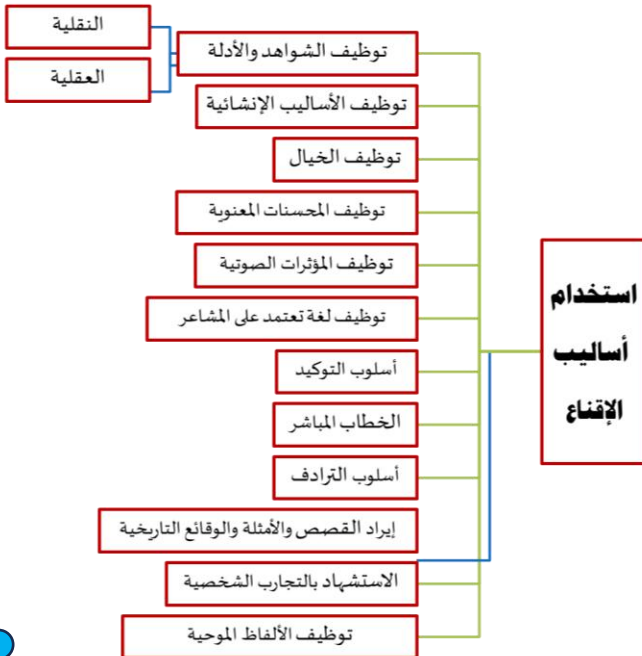 استخدام
أساليب
الإقناع
توظيف الشواهد والأدلة
النقلية
العقلية
توظيف الأساليب الإنشائية
توظيف الخيال
توظيف المحسنات المعنوية
توظيف المؤثرات الصوتية
توظيف لغة تعتمد على المشاعر
أسلوب التوكيد
الخطاب المباشر
أسلوب الترادف
إيراد القصص والأمثلة والوقائع التاريخية
الاستشهاد بالتجارب الشخصية
توظيف الألفاظ الموحية